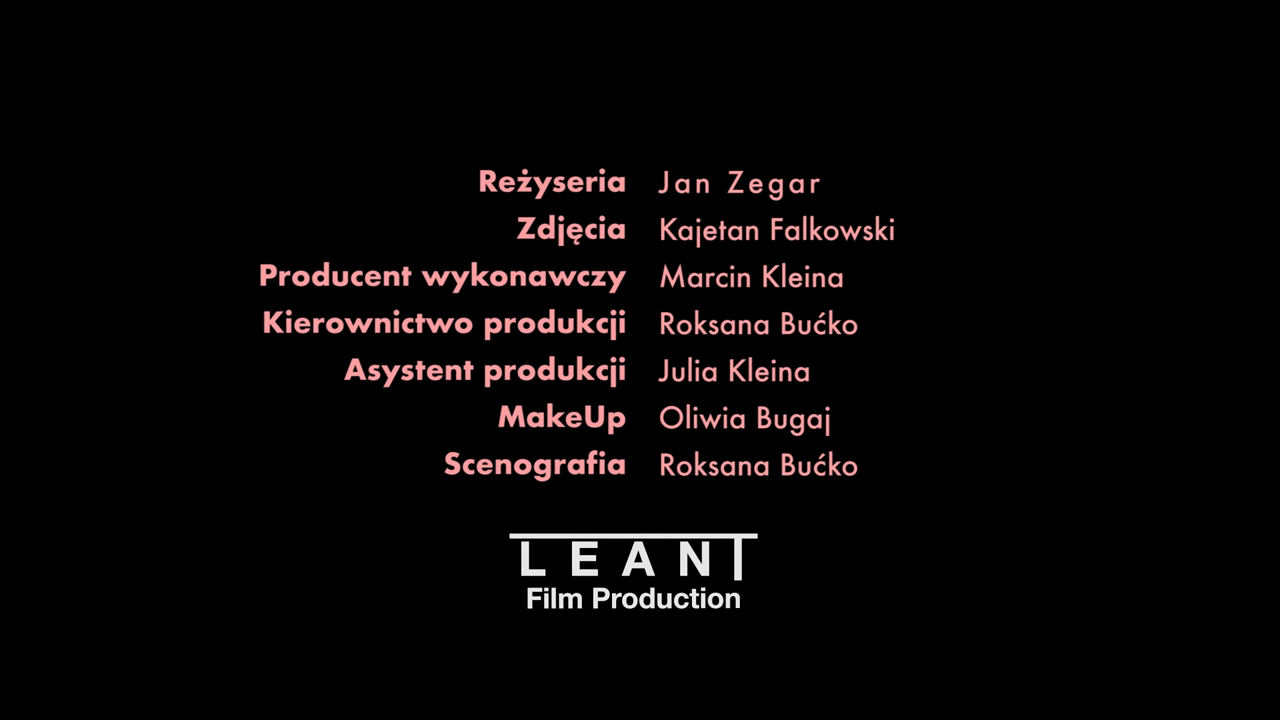 Reżyseria Jan Zegar
Zdjęcia Kajetan Falkowski
Producent wykonawczy Marcin Kleina
Kierownictwo produkcji Roksana Bućko
Asystent produkcji Julia Kleina
MakeUp Oliwia Bugaj
Scenografia Roksana Bućko
LEANT
Film Production